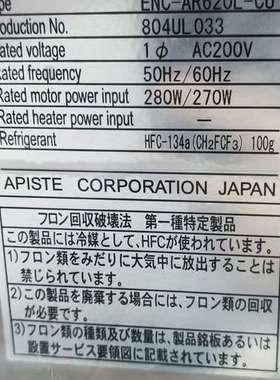 ype ENC-AR620L-CB
oduction No. 804UL033
ated voltage 1φ AC200V
ated frequency 50Hz/60Hz
Rated motor power input 280W/270W
Rated heater power input —
Refrigerant HFC-134a(CH₂FCF₃) 100g
APISTE CORPORATION JAPAN
フロン回収破壊法 第一種特定製品
この製品には冷媒として、HFCが使われています。
1)フロン類をみだりに大気中に放出することは
禁じられています。
2)この製品を廃棄する場合には、フロン類の回収
が必要です。
3)フロン類の種類及び数量は、製品銘板あるいは
設置サービス要領図に記載されています。